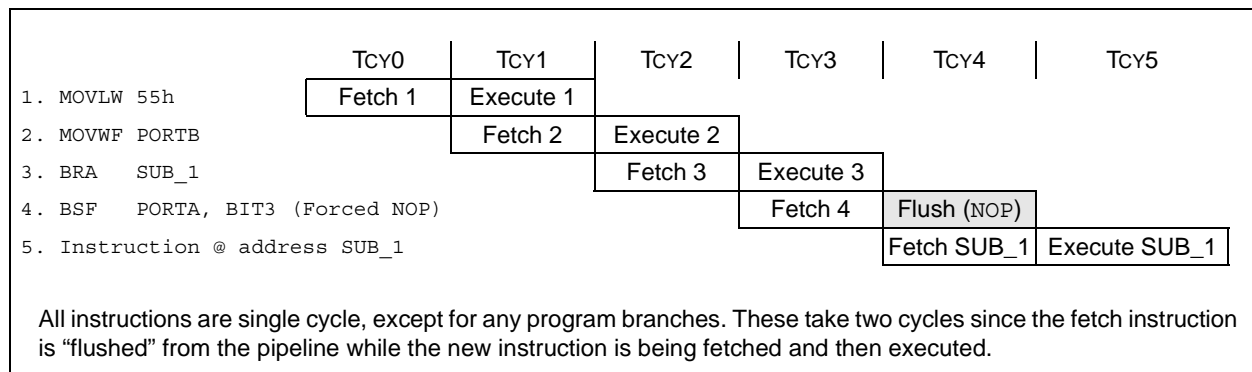 TCY0 TCY1 TCY2 TCY3 TCY4 TCY5
1. MOVLW 55h Fetch 1 Execute 1
2. MOVWF PORTB Fetch 2 Execute 2
3. BRA SUB_1 Fetch 3 Execute 3
4. BSF PORTA, BIT3 (Forced NOP) Fetch 4 Flush (NOP)
5. Instruction @ address SUB_1 Fetch SUB_1 Execute SUB_1
All instructions are single cycle, except for any program branches. These take two cycles since the fetch instruction
is “flushed” from the pipeline while the new instruction is being fetched and then executed.